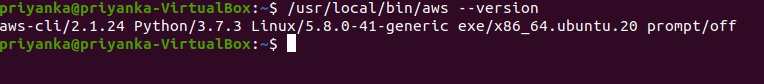 priyanka@priyanka-VirtualBox:~$ /usr/local/bin/aws --version
aws-cli/2.1.24 Python/3.7.3 Linux/5.8.0-41-generic exe/x86_64.ubuntu.20 prompt/off
priyanka@priyanka-VirtualBox:~$